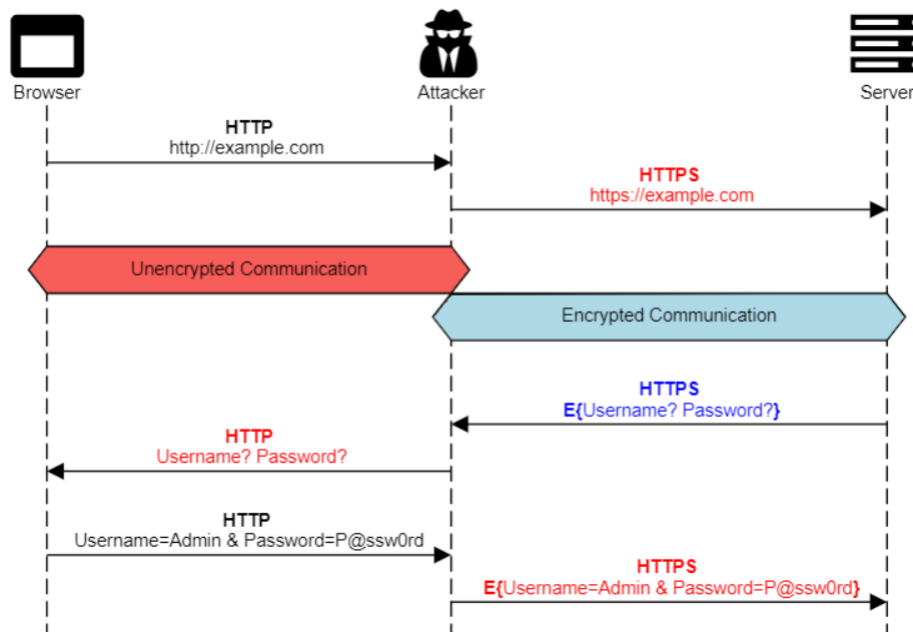 Browser
Attacker
Server
HTTP
http://example.com
HTTPS
https://example.com
Unencrypted Communication
Encrypted Communication
HTTPS
E{Username? Password?}
HTTP
Username? Password?
HTTP
Username=Admin & Password=P@ssw0rd
HTTPS
E{Username=Admin & Password=P@ssw0rd}